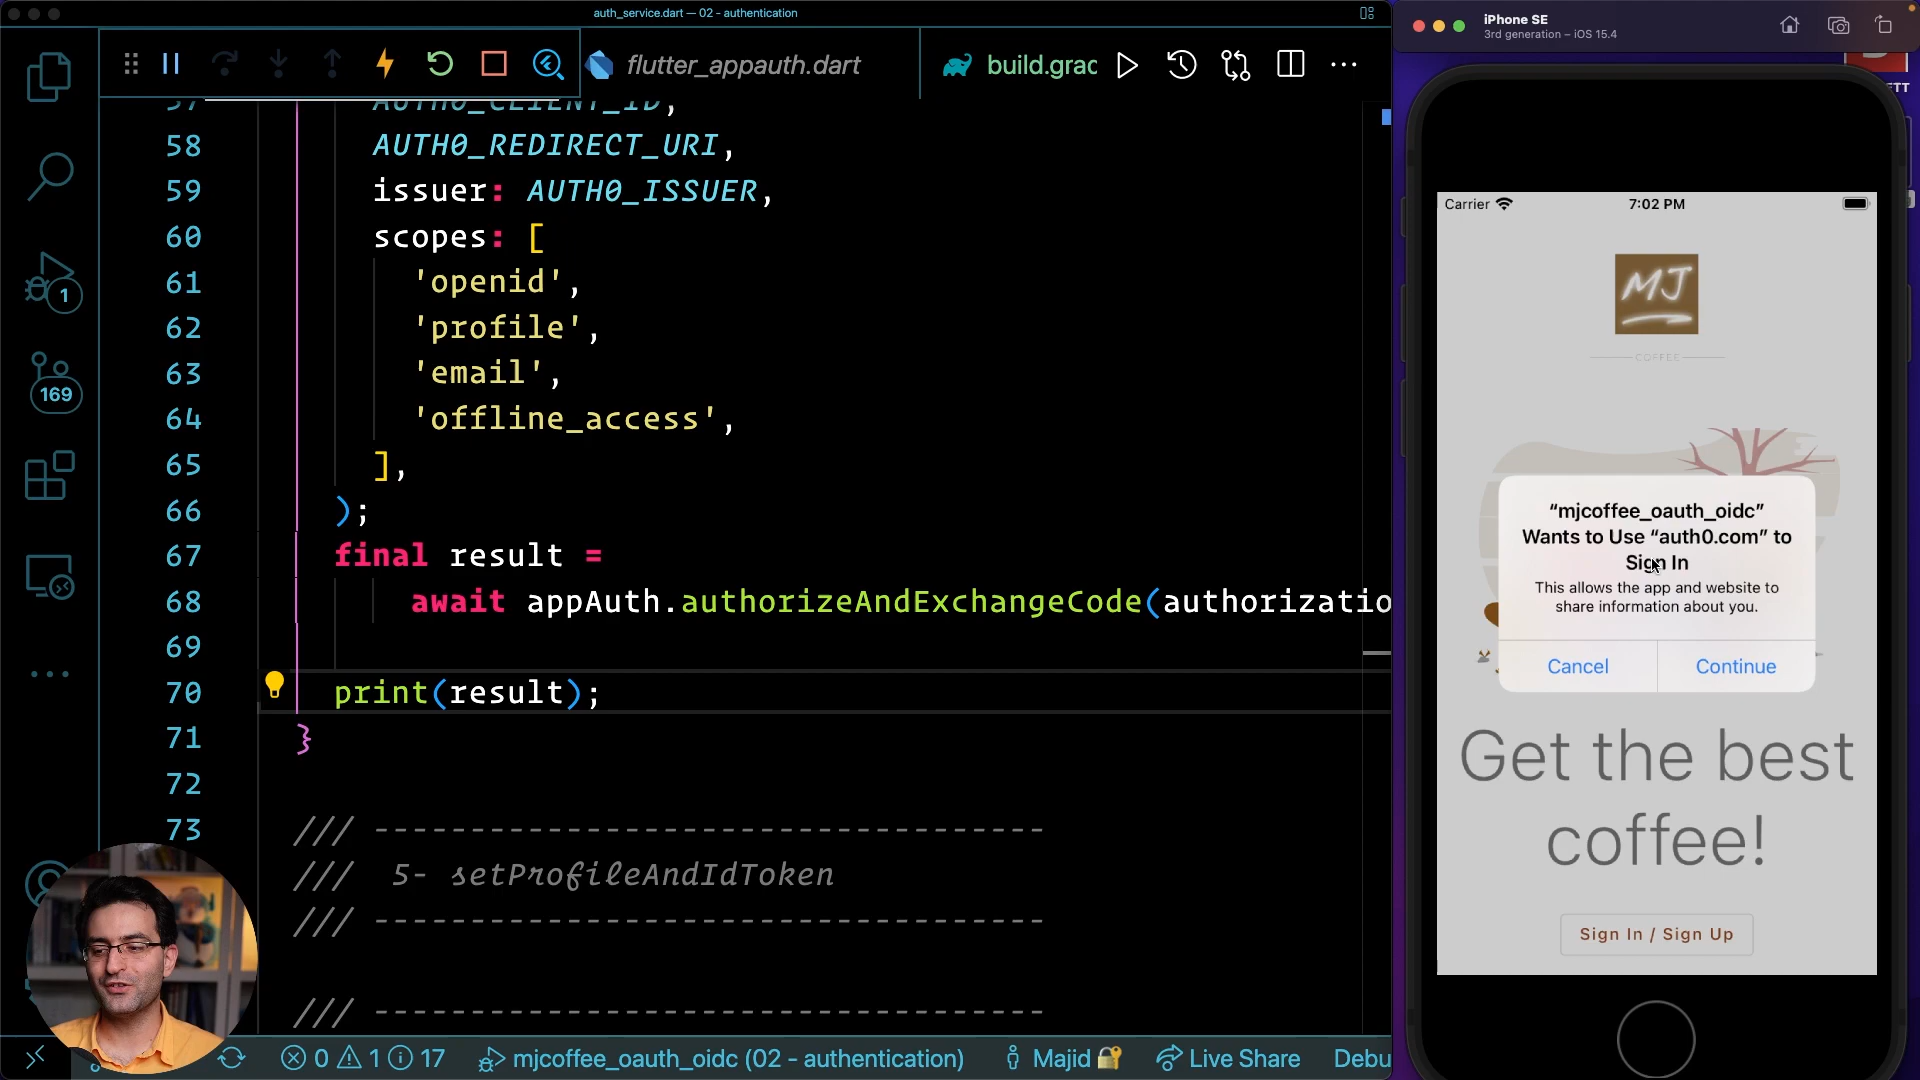 auth_service.dart — 02 - authentication
flutter_appauth.dart
build.grac
57 AUTH0_CLIENT_ID,
58 AUTH0_REDIRECT_URI,
59 issuer: AUTH0_ISSUER,
60 scopes: [
61 'openid',
62 'profile',
63 'email',
64 'offline_access',
65 ],
66 );
67 final result =
68 await appAuth.authorizeAndExchangeCode(authorizatio
69
70 print(result);
71 }
72
73 /// ----------------------------------
/// 5- setProfileAndIdToken
/// ----------------------------------
/// ----------------------------------
1
169
0 1 17 mjcoffee_oauth_oidc (02 - authentication) Majid Live Share Debu
iPhone SE
3rd generation – iOS 15.4
ETT
Carrier 7:02 PM
MJ
COFFEE
“mjcoffee_oauth_oidc”
Wants to Use “auth0.com” to
Sign In
This allows the app and website to
share information about you.
Cancel Continue
Get the best
coffee!
Sign In / Sign Up